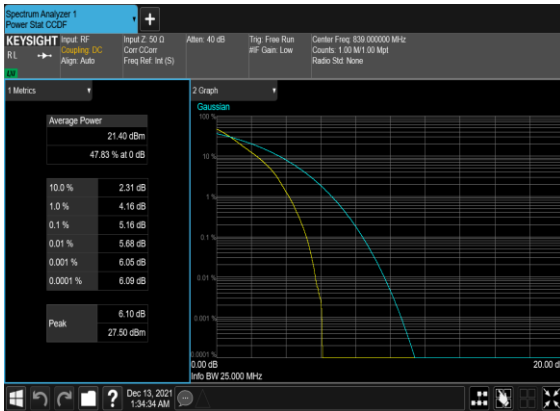 Spectrum Analyzer 1
Power Stat CCDF
+
KEYSIGHT
RL
LXI
Input: RF
Coupling: DC
Align: Auto
Input Z: 50 Ω
Corr CCorr
Freq Ref: Int (S)
Atten: 40 dB
Trig: Free Run
#IF Gain: Low
Center Freq: 839.000000 MHz
Counts: 1.00 M/1.00 Mpt
Radio Std: None
1 Metrics
Average Power
21.40 dBm
47.83 % at 0 dB
10.0 % 2.31 dB
1.0 % 4.16 dB
0.1 % 5.16 dB
0.01 % 5.68 dB
0.001 % 6.05 dB
0.0001 % 6.09 dB
Peak
6.10 dB
27.50 dBm
2 Graph
Gaussian
100 %
10 %
1 %
0.1 %
0.01 %
0.001 %
0.0001 %
0.00 dB
20.00 d
Info BW 25.000 MHz
?
Dec 13, 2021
1:34:34 AM